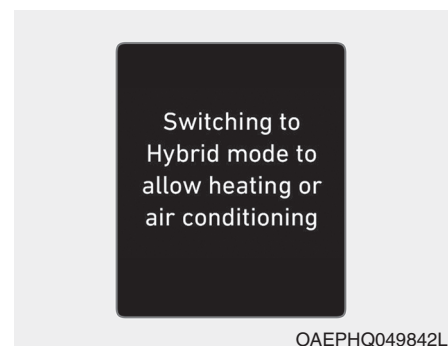 Switching to
Hybrid mode to
allow heating or
air conditioning
OAEPHQ049842L